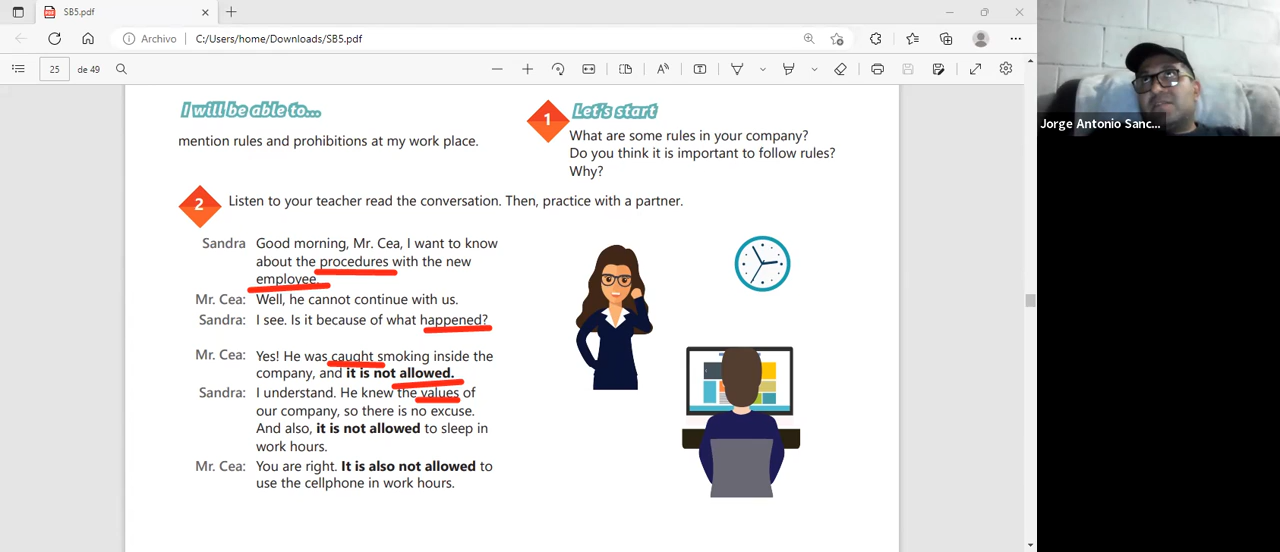 SB5.pdf
Archivo
C:/Users/home/Downloads/SB5.pdf
25
de 49
I will be able to...
mention rules and prohibitions at my work place.
1
Let's start
What are some rules in your company?
Do you think it is important to follow rules?
Why?
2
Listen to your teacher read the conversation. Then, practice with a partner.
Sandra Good morning, Mr. Cea, I want to know
about the procedures with the new
employee.
Mr. Cea: Well, he cannot continue with us.
Sandra: I see. Is it because of what happened?
Mr. Cea: Yes! He was caught smoking inside the
company, and it is not allowed.
Sandra: I understand. He knew the values of
our company, so there is no excuse.
And also, it is not allowed to sleep in
work hours.
Mr. Cea: You are right. It is also not allowed to
use the cellphone in work hours.
Jorge Antonio Sanc...